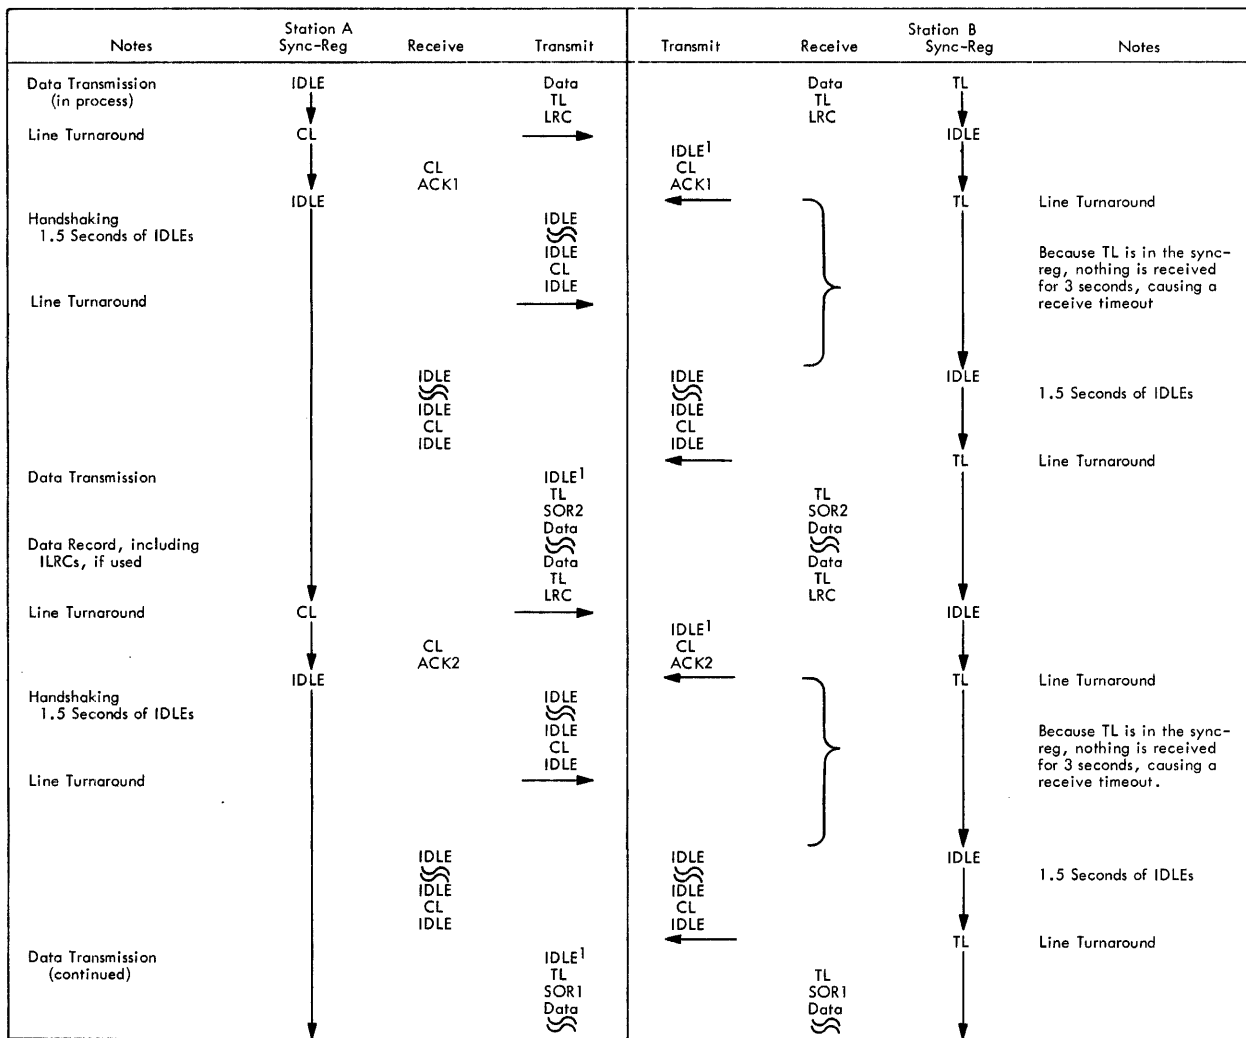 Notes Station A Sync-Reg Receive Transmit Transmit Receive Station B Sync-Reg Notes
Data Transmission IDLE Data Data TL
(in process) TL TL
LRC LRC
Line Turnaround CL IDLE
IDLE1
CL CL
ACK1 ACK1
IDLE TL Line Turnaround
Handshaking IDLE
1.5 Seconds of IDLEs
IDLE Because TL is in the sync-
CL reg, nothing is received
IDLE for 3 seconds, causing a
Line Turnaround receive timeout
IDLE IDLE IDLE
1.5 Seconds of IDLEs
IDLE IDLE
CL CL
IDLE IDLE
TL Line Turnaround
Data Transmission IDLE1
TL TL
SOR2 SOR2
Data Data
Data Record, including
ILRCs, if used Data Data
TL TL
LRC LRC
Line Turnaround CL IDLE
IDLE1
CL CL
ACK2 ACK2
IDLE TL Line Turnaround
Handshaking IDLE
1.5 Seconds of IDLEs
IDLE Because TL is in the sync-
CL reg, nothing is received
IDLE for 3 seconds, causing a
Line Turnaround receive timeout.
IDLE IDLE IDLE
1.5 Seconds of IDLEs
IDLE IDLE
CL CL
IDLE IDLE
TL Line Turnaround
Data Transmission IDLE1
(continued) TL TL
SOR1 SOR1
Data Data